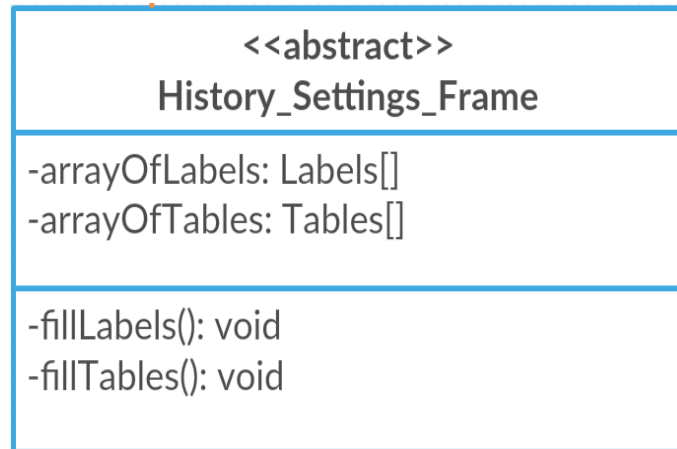 <<abstract>>
History_Settings_Frame
-arrayOfLabels: Labels[]
-arrayOfTables: Tables[]
-fillLabels(): void
-fillTables(): void